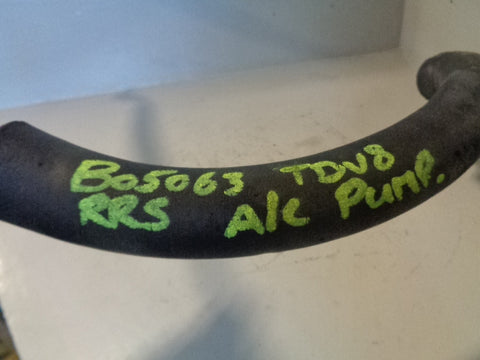 B05063 TDV8
RRS A/C PUMP.